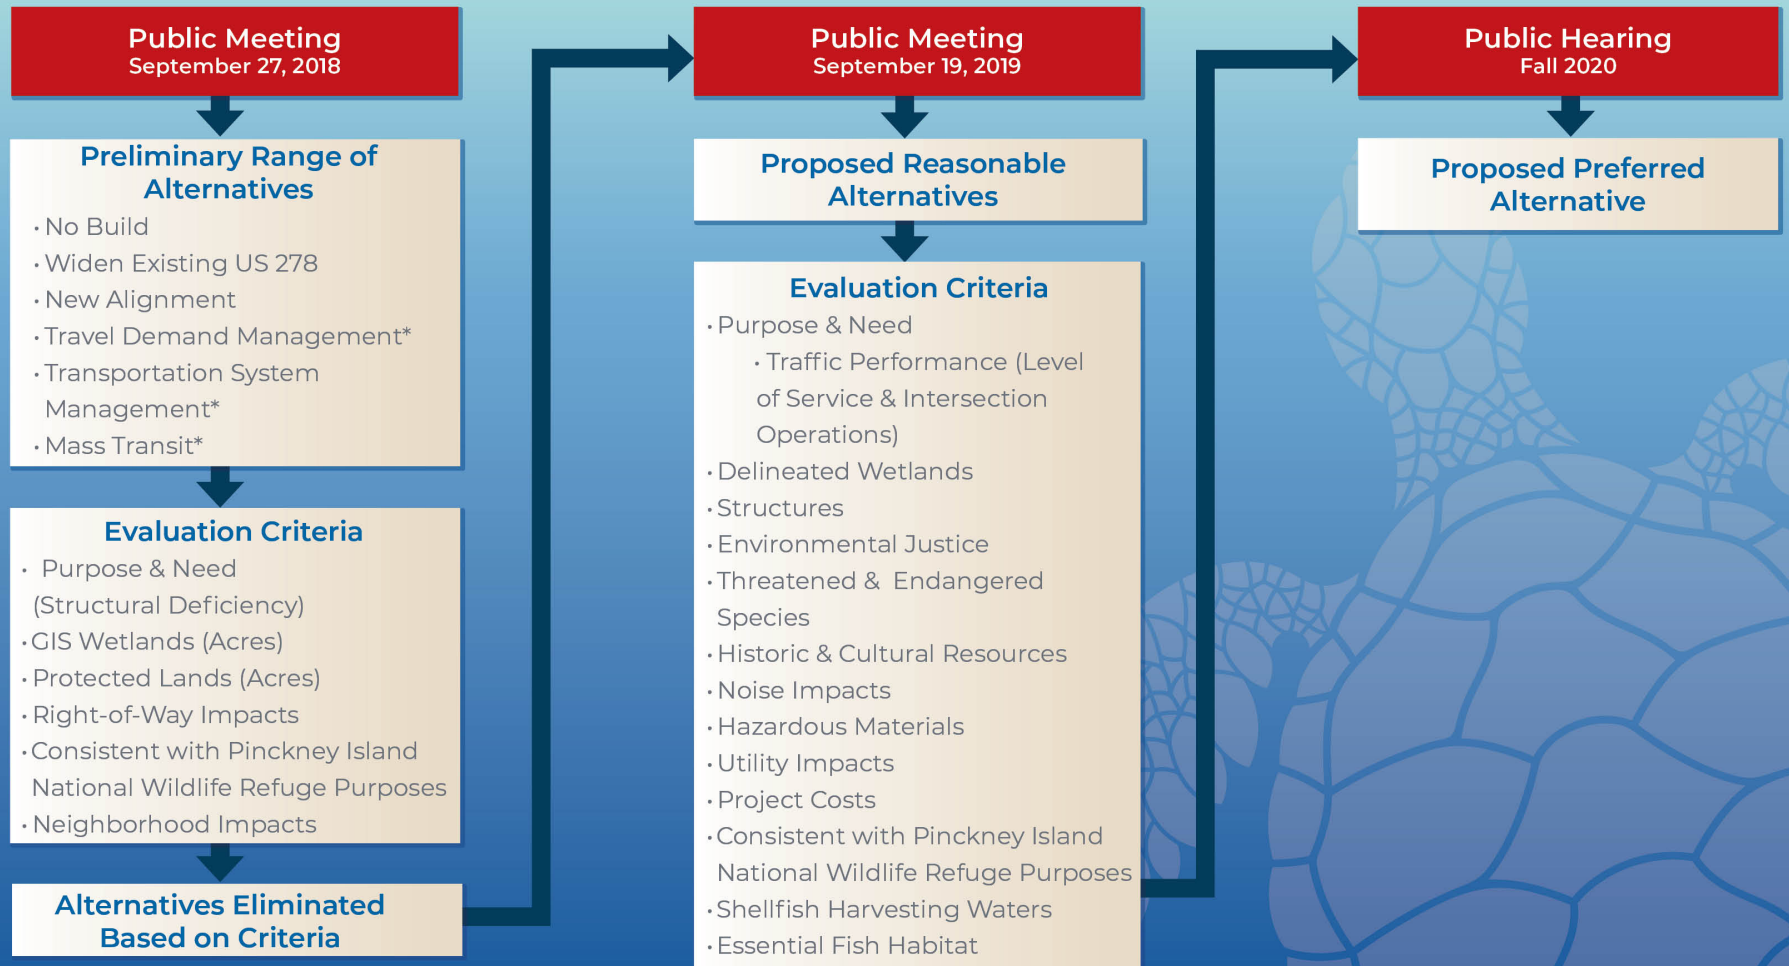 Public Meeting
September 27, 2018
Preliminary Range of
Alternatives
· No Build
· Widen Existing US 278
· New Alignment
· Travel Demand Management*
· Transportation System
Management*
· Mass Transit*
Evaluation Criteria
· Purpose & Need
(Structural Deficiency)
· GIS Wetlands (Acres)
· Protected Lands (Acres)
· Right-of-Way Impacts
· Consistent with Pinckney Island
National Wildlife Refuge Purposes
· Neighborhood Impacts
Alternatives Eliminated
Based on Criteria
Public Meeting
September 19, 2019
Proposed Reasonable
Alternatives
Evaluation Criteria
· Purpose & Need
· Traffic Performance (Level
of Service & Intersection
Operations)
· Delineated Wetlands
· Structures
· Environmental Justice
· Threatened & Endangered
Species
· Historic & Cultural Resources
· Noise Impacts
· Hazardous Materials
· Utility Impacts
· Project Costs
· Consistent with Pinckney Island
National Wildlife Refuge Purposes
· Shellfish Harvesting Waters
· Essential Fish Habitat
Public Hearing
Fall 2020
Proposed Preferred
Alternative